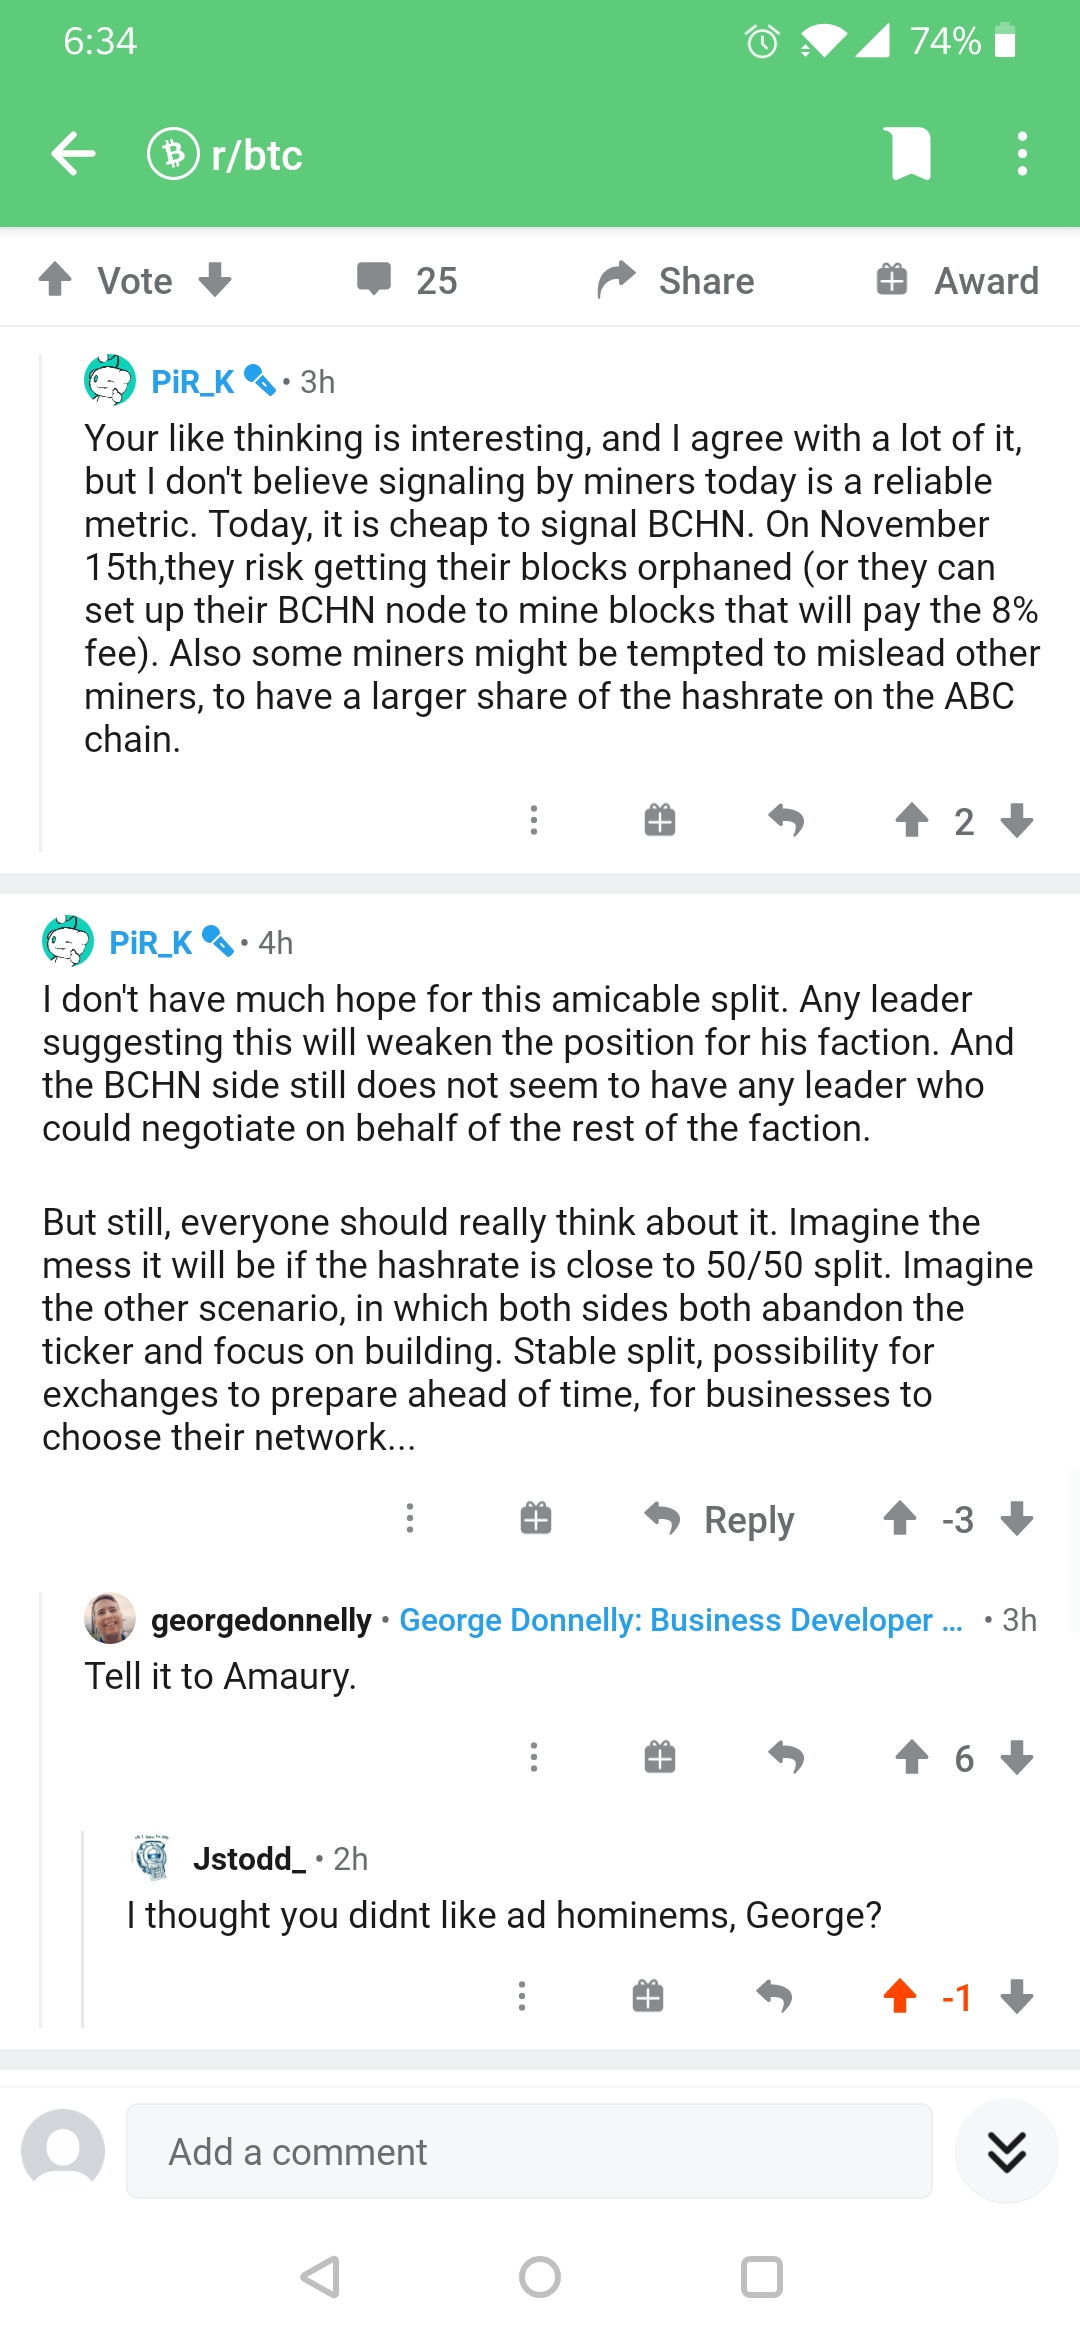 6:34
74%
r/btc
Vote
25
Share
Award
PiR_K • 3h
Your like thinking is interesting, and I agree with a lot of it,
but I don't believe signaling by miners today is a reliable
metric. Today, it is cheap to signal BCHN. On November
15th,they risk getting their blocks orphaned (or they can
set up their BCHN node to mine blocks that will pay the 8%
fee). Also some miners might be tempted to mislead other
miners, to have a larger share of the hashrate on the ABC
chain.
2
PiR_K • 4h
I don't have much hope for this amicable split. Any leader
suggesting this will weaken the position for his faction. And
the BCHN side still does not seem to have any leader who
could negotiate on behalf of the rest of the faction.
But still, everyone should really think about it. Imagine the
mess it will be if the hashrate is close to 50/50 split. Imagine
the other scenario, in which both sides both abandon the
ticker and focus on building. Stable split, possibility for
exchanges to prepare ahead of time, for businesses to
choose their network...
Reply
-3
georgedonnelly • George Donnelly: Business Developer ... • 3h
Tell it to Amaury.
6
Jstodd_ • 2h
I thought you didnt like ad hominems, George?
-1
Add a comment